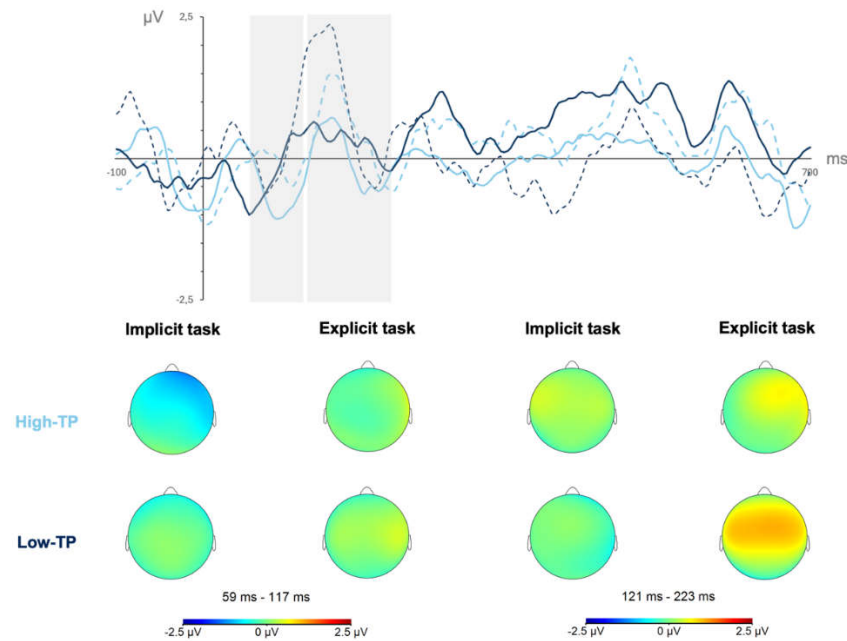 µV
2,5
-100
ms
700
-2,5
Implicit task Explicit task Implicit task Explicit task
High-TP
Low-TP
59 ms - 117 ms 121 ms - 223 ms
-2.5 µV 0 µV 2.5 µV -2.5 µV 0 µV 2.5 µV